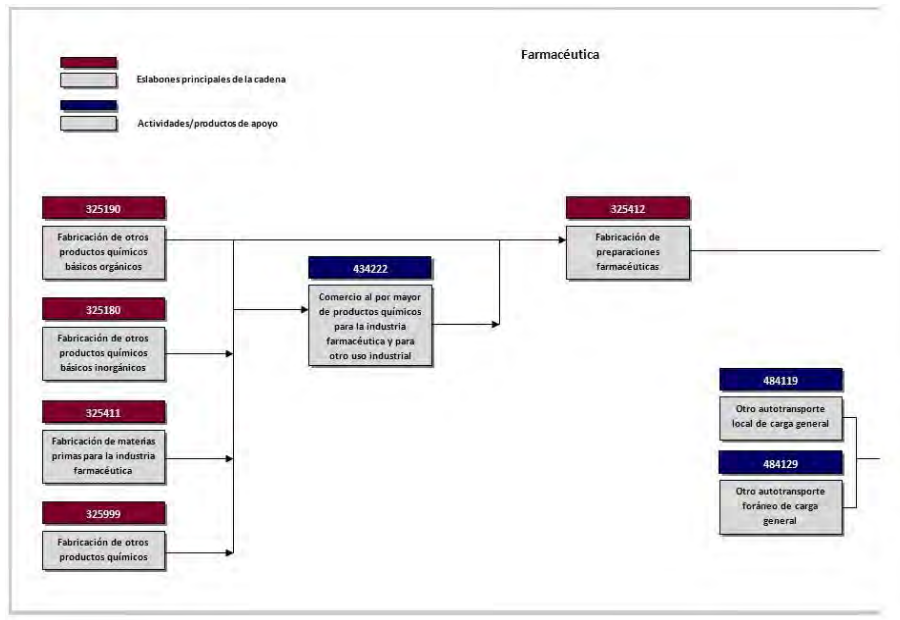 Farmacéutica
Eslabones principales de la cadena
Actividades/productos de apoyo
325190
Fabricación de otros
productos químicos
básicos orgánicos
325180
Fabricación de otros
productos químicos
básicos inorgánicos
325411
Fabricación de materias
primas para la industria
farmacéutica
325999
Fabricación de otros
productos químicos
434222
Comercio al por mayor
de productos químicos
para la industria
farmacéutica y para
otro uso industrial
325412
Fabricación de
preparaciones
farmacéuticas
484119
Otro autotransporte
local de carga general
484129
Otro autotransporte
foráneo de carga
general